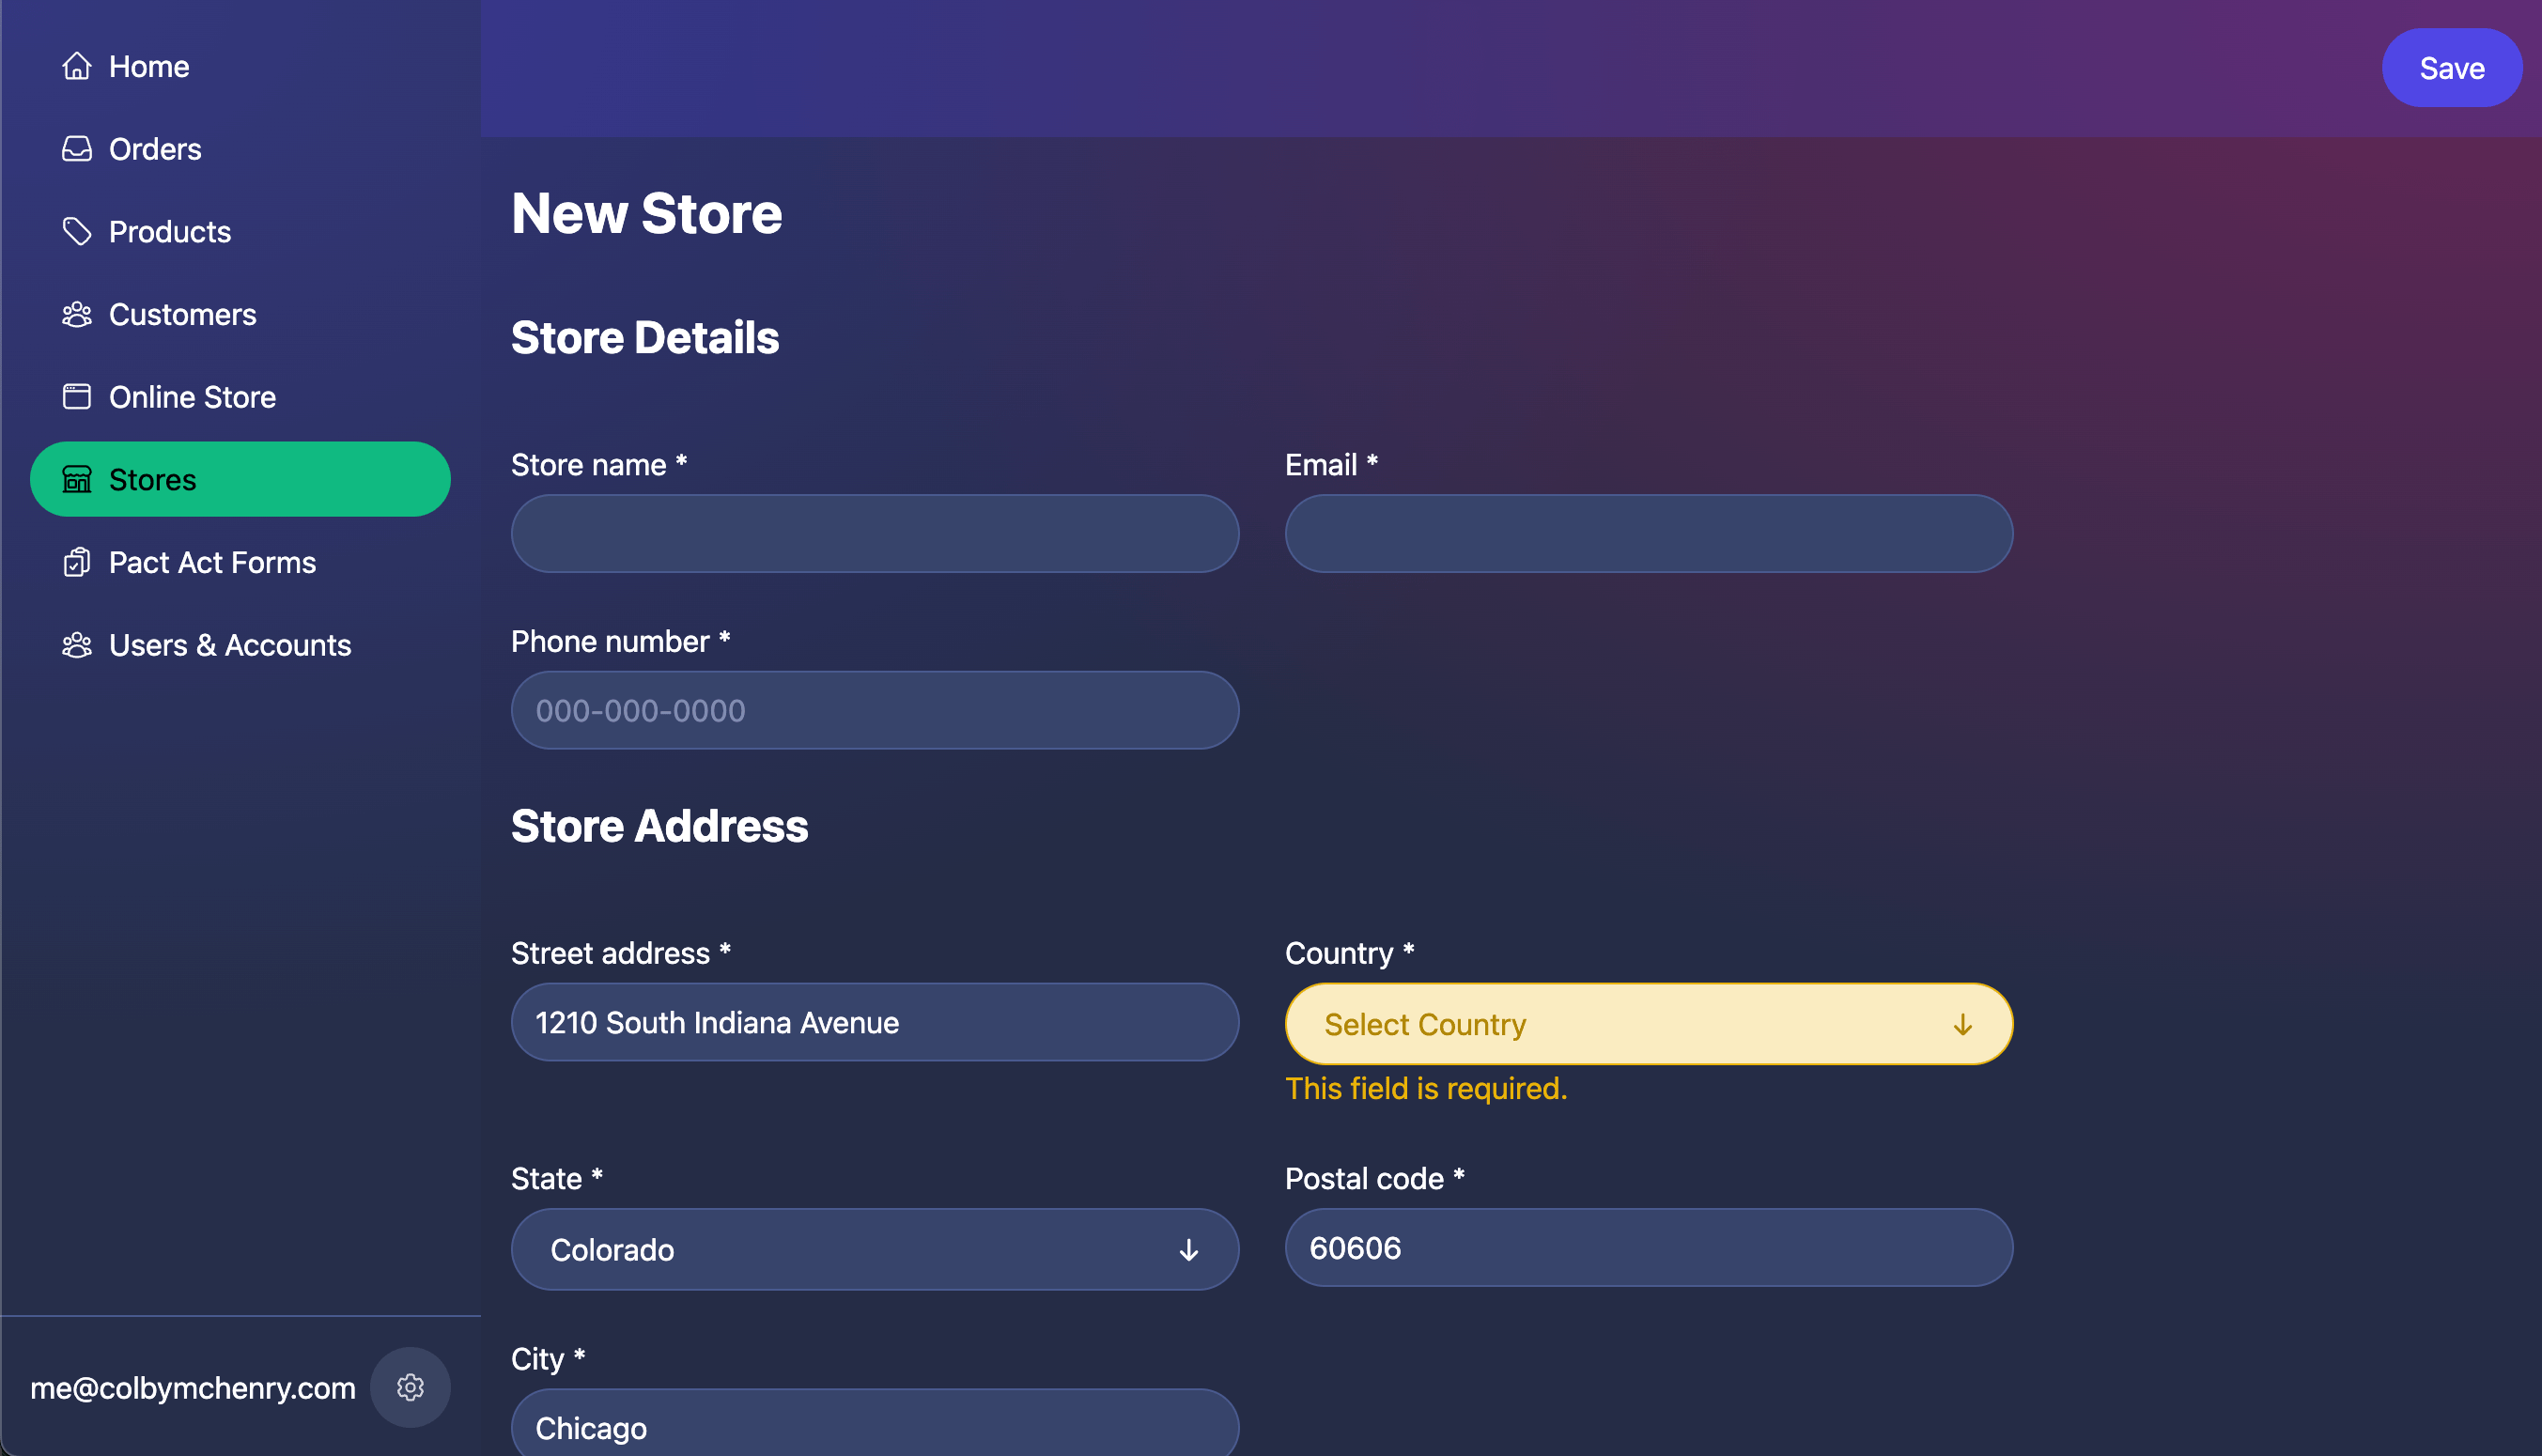 Home
Orders
Products
Customers
Online Store
Stores
Pact Act Forms
Users & Accounts
me@colbymchenry.com
Save
New Store
Store Details
Store name *
Email *
Phone number *
000-000-0000
Store Address
Street address *
1210 South Indiana Avenue
Country *
Select Country
This field is required.
State *
Colorado
Postal code *
60606
City *
Chicago